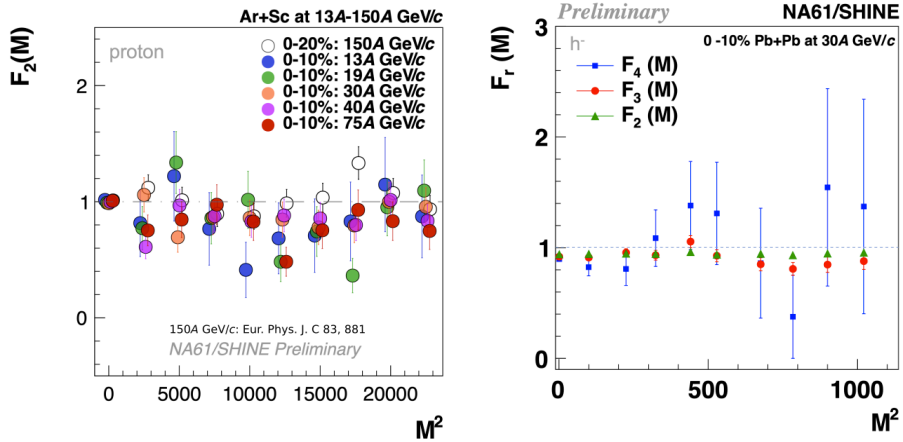 Ar+Sc at 13A-150A GeV/c
F₂(M)
proton
0-20%: 150A GeV/c
0-10%: 13A GeV/c
0-10%: 19A GeV/c
0-10%: 30A GeV/c
0-10%: 40A GeV/c
0-10%: 75A GeV/c
2
1
0
150A GeV/c: Eur. Phys. J. C 83, 881
NA61/SHINE Preliminary
0 5000 10000 15000 20000
M²
Preliminary NA61/SHINE
Fᵣ (M)
h⁻
0 -10% Pb+Pb at 30A GeV/c
F₄ (M)
F₃ (M)
F₂ (M)
3
2
1
0
0 500 1000
M²